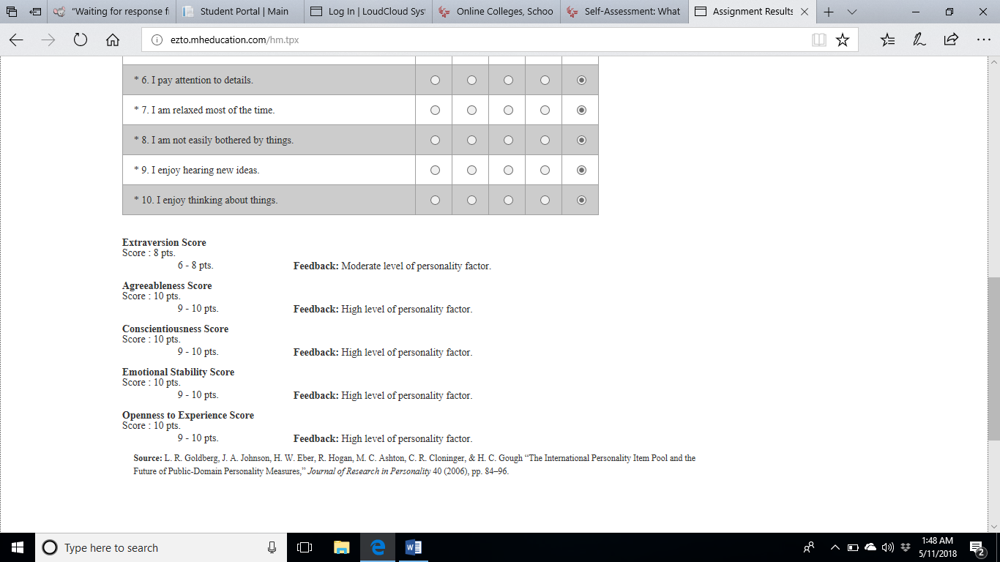 "Waiting for response fr
Student Portal | Main
Log In | LoudCloud Sys
Online Colleges, Schoo
Self-Assessment: What
Assignment Results
ezto.mheducation.com/hm.tpx
* 6. I pay attention to details.
* 7. I am relaxed most of the time.
* 8. I am not easily bothered by things.
* 9. I enjoy hearing new ideas.
* 10. I enjoy thinking about things.
Extraversion Score
Score : 8 pts.
6 - 8 pts. Feedback: Moderate level of personality factor.
Agreeableness Score
Score : 10 pts.
9 - 10 pts. Feedback: High level of personality factor.
Conscientiousness Score
Score : 10 pts.
9 - 10 pts. Feedback: High level of personality factor.
Emotional Stability Score
Score : 10 pts.
9 - 10 pts. Feedback: High level of personality factor.
Openness to Experience Score
Score : 10 pts.
9 - 10 pts. Feedback: High level of personality factor.
Source: L. R. Goldberg, J. A. Johnson, H. W. Eber, R. Hogan, M. C. Ashton, C. R. Cloninger, & H. C. Gough “The International Personality Item Pool and the
Future of Public-Domain Personality Measures,” Journal of Research in Personality 40 (2006), pp. 84–96.
Type here to search
1:48 AM
5/11/2018
2